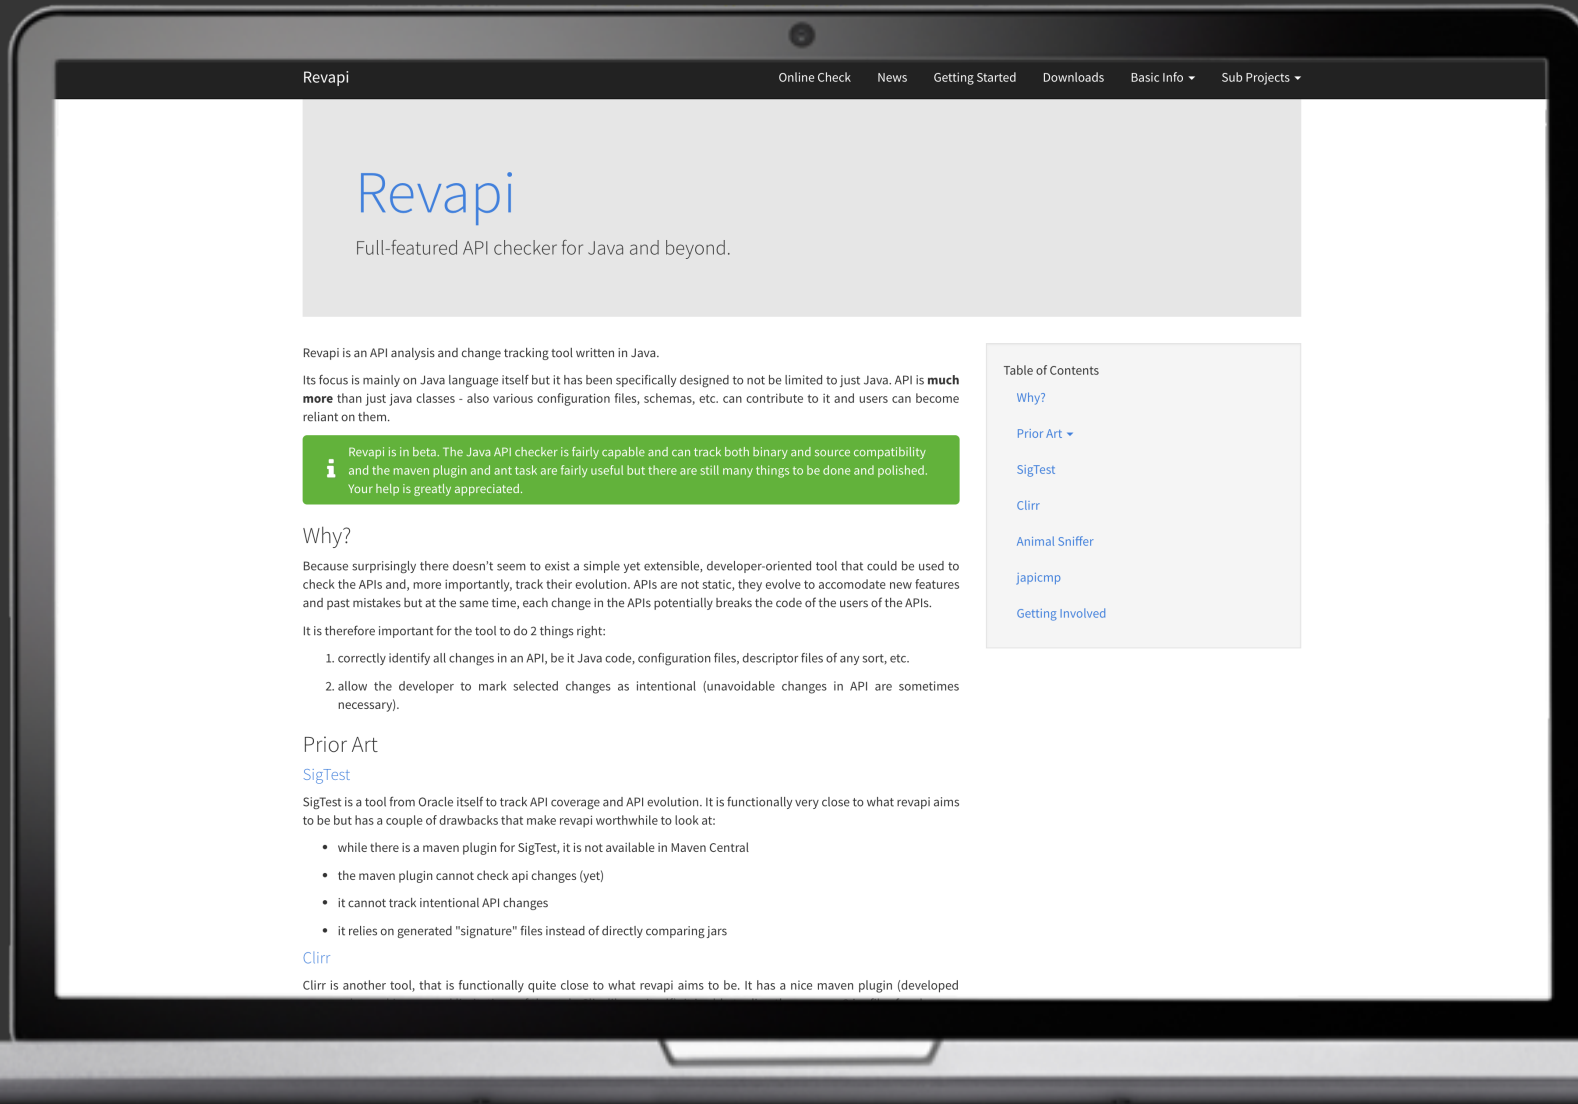 Revapi
Online Check News Getting Started Downloads Basic Info Sub Projects
Revapi
Full-featured API checker for Java and beyond.
Revapi is an API analysis and change tracking tool written in Java.
Its focus is mainly on Java language itself but it has been specifically designed to not be limited to just Java. API is much
more than just java classes - also various configuration files, schemas, etc. can contribute to it and users can become
reliant on them.
Revapi is in beta. The Java API checker is fairly capable and can track both binary and source compatibility
and the maven plugin and ant task are fairly useful but there are still many things to be done and polished.
Your help is greatly appreciated.
Why?
Because surprisingly there doesn't seem to exist a simple yet extensible, developer-oriented tool that could be used to
check the APIs and, more importantly, track their evolution. APIs are not static, they evolve to accomodate new features
and past mistakes but at the same time, each change in the APIs potentially breaks the code of the users of the APIs.
It is therefore important for the tool to do 2 things right:
1. correctly identify all changes in an API, be it Java code, configuration files, descriptor files of any sort, etc.
2. allow the developer to mark selected changes as intentional (unavoidable changes in API are sometimes
necessary).
Prior Art
SigTest
SigTest is a tool from Oracle itself to track API coverage and API evolution. It is functionally very close to what revapi aims
to be but has a couple of drawbacks that make revapi worthwhile to look at:
• while there is a maven plugin for SigTest, it is not available in Maven Central
• the maven plugin cannot check api changes (yet)
• it cannot track intentional API changes
• it relies on generated "signature" files instead of directly comparing jars
Clirr
Clirr is another tool, that is functionally quite close to what revapi aims to be. It has a nice maven plugin (developed
Table of Contents
Why?
Prior Art
SigTest
Clirr
Animal Sniffer
japicmp
Getting Involved